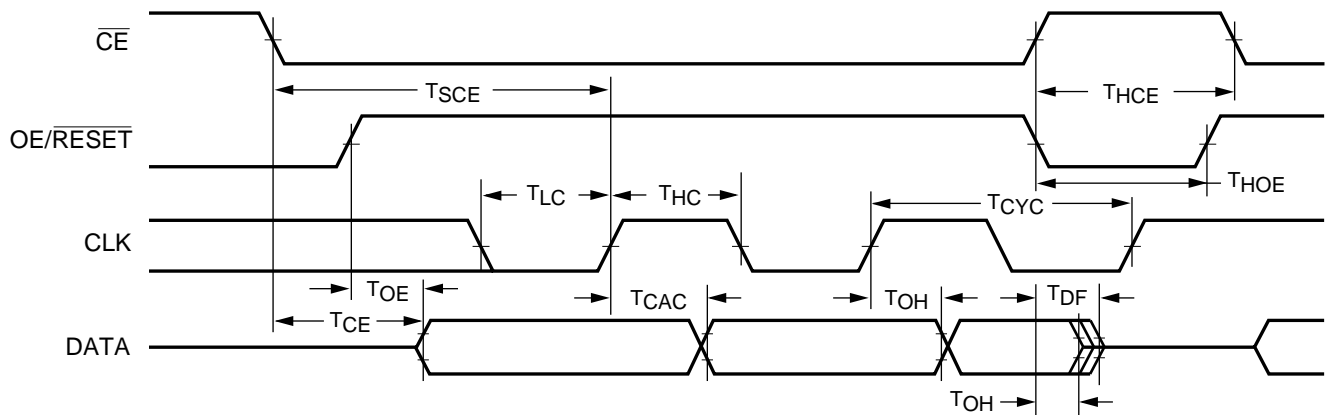 CE
TSCE
THCE
OE/RESET
TLC
THC
TCYC
THOE
CLK
TOE
TCAC
TOH
TDF
TCE
DATA
TOH